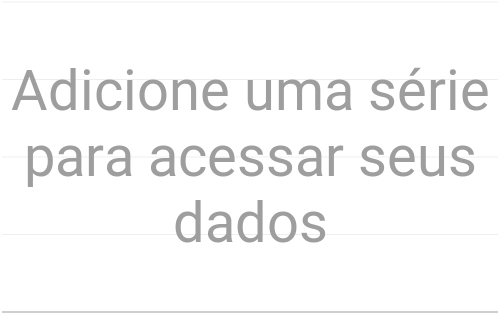 Adicione uma série
para acessar seus
dados